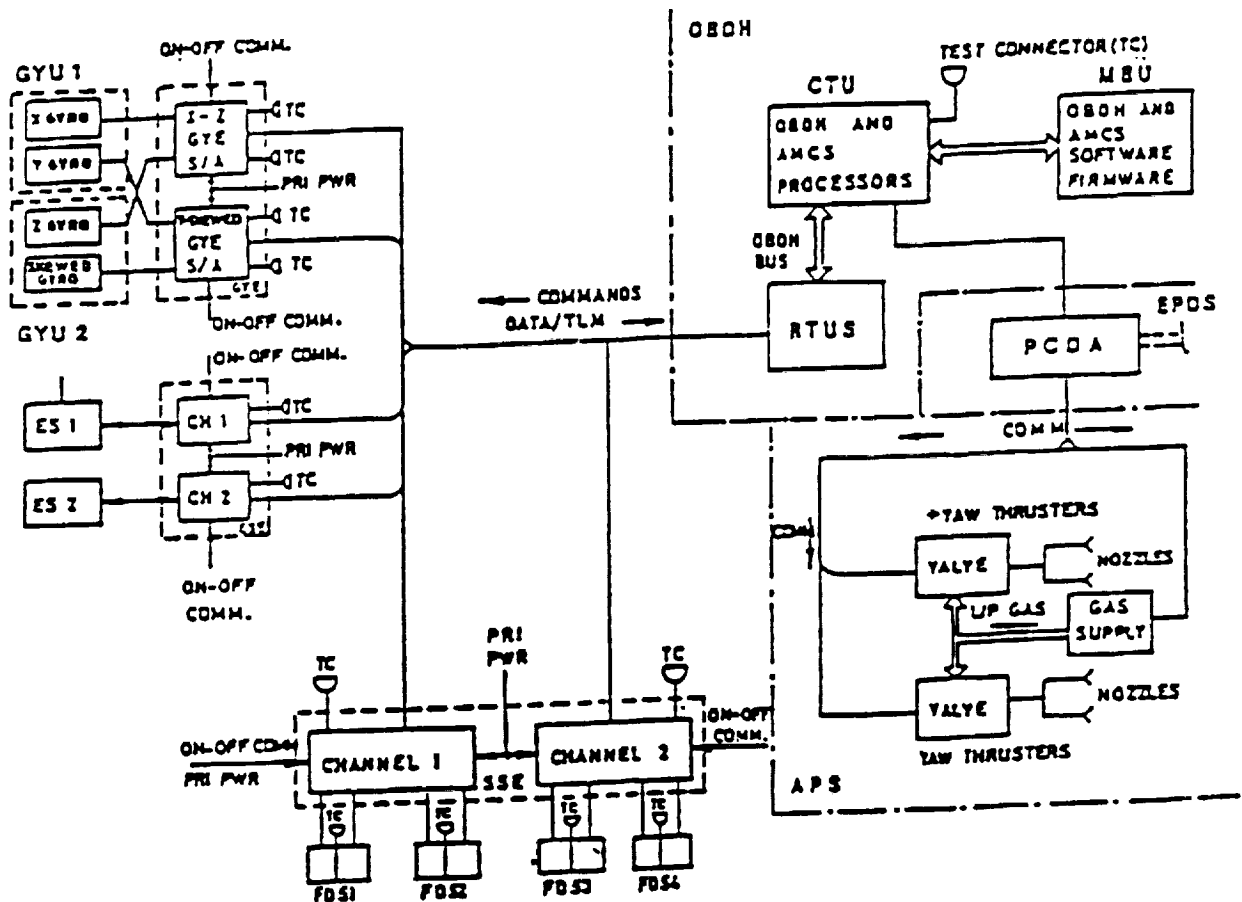 OBDH
ON-OFF COMM.
TEST CONNECTOR (TC)
GYU 1
CTU
MBU
X GYRO
X-Z
GYE
S/A
TC
OBDH AND
AMCS
PROCESSORS
OBDH AND
AMCS
SOFTWARE
FIRMWARE
Y GYRO
TC
PRI PWR
Z GYRO
Y-SKEWED
GYE
S/A
TC
SKEWED
GYRO
TC
GYE
OBDH
BUS
GYU 2
ON-OFF COMM.
COMMANDS
DATA/TLM
RTUS
EPDS
PCDA
ON-OFF COMM.
ES 1
CH 1
TC
PRI PWR
COMM
ES 2
CH 2
TC
ON-OFF
COMM.
+YAW THRUSTERS
COMM
VALVE
NOZZLES
L/P GAS
GAS
SUPPLY
PRI
PWR
TC
TC
VALVE
NOZZLES
YAW THRUSTERS
ON-OFF COMM
PRI PWR
CHANNEL 1
CHANNEL 2
ON-OFF
COMM.
SSE
APS
TC
TC
TC
TC
FDS1
FDS2
FDS3
FDS4